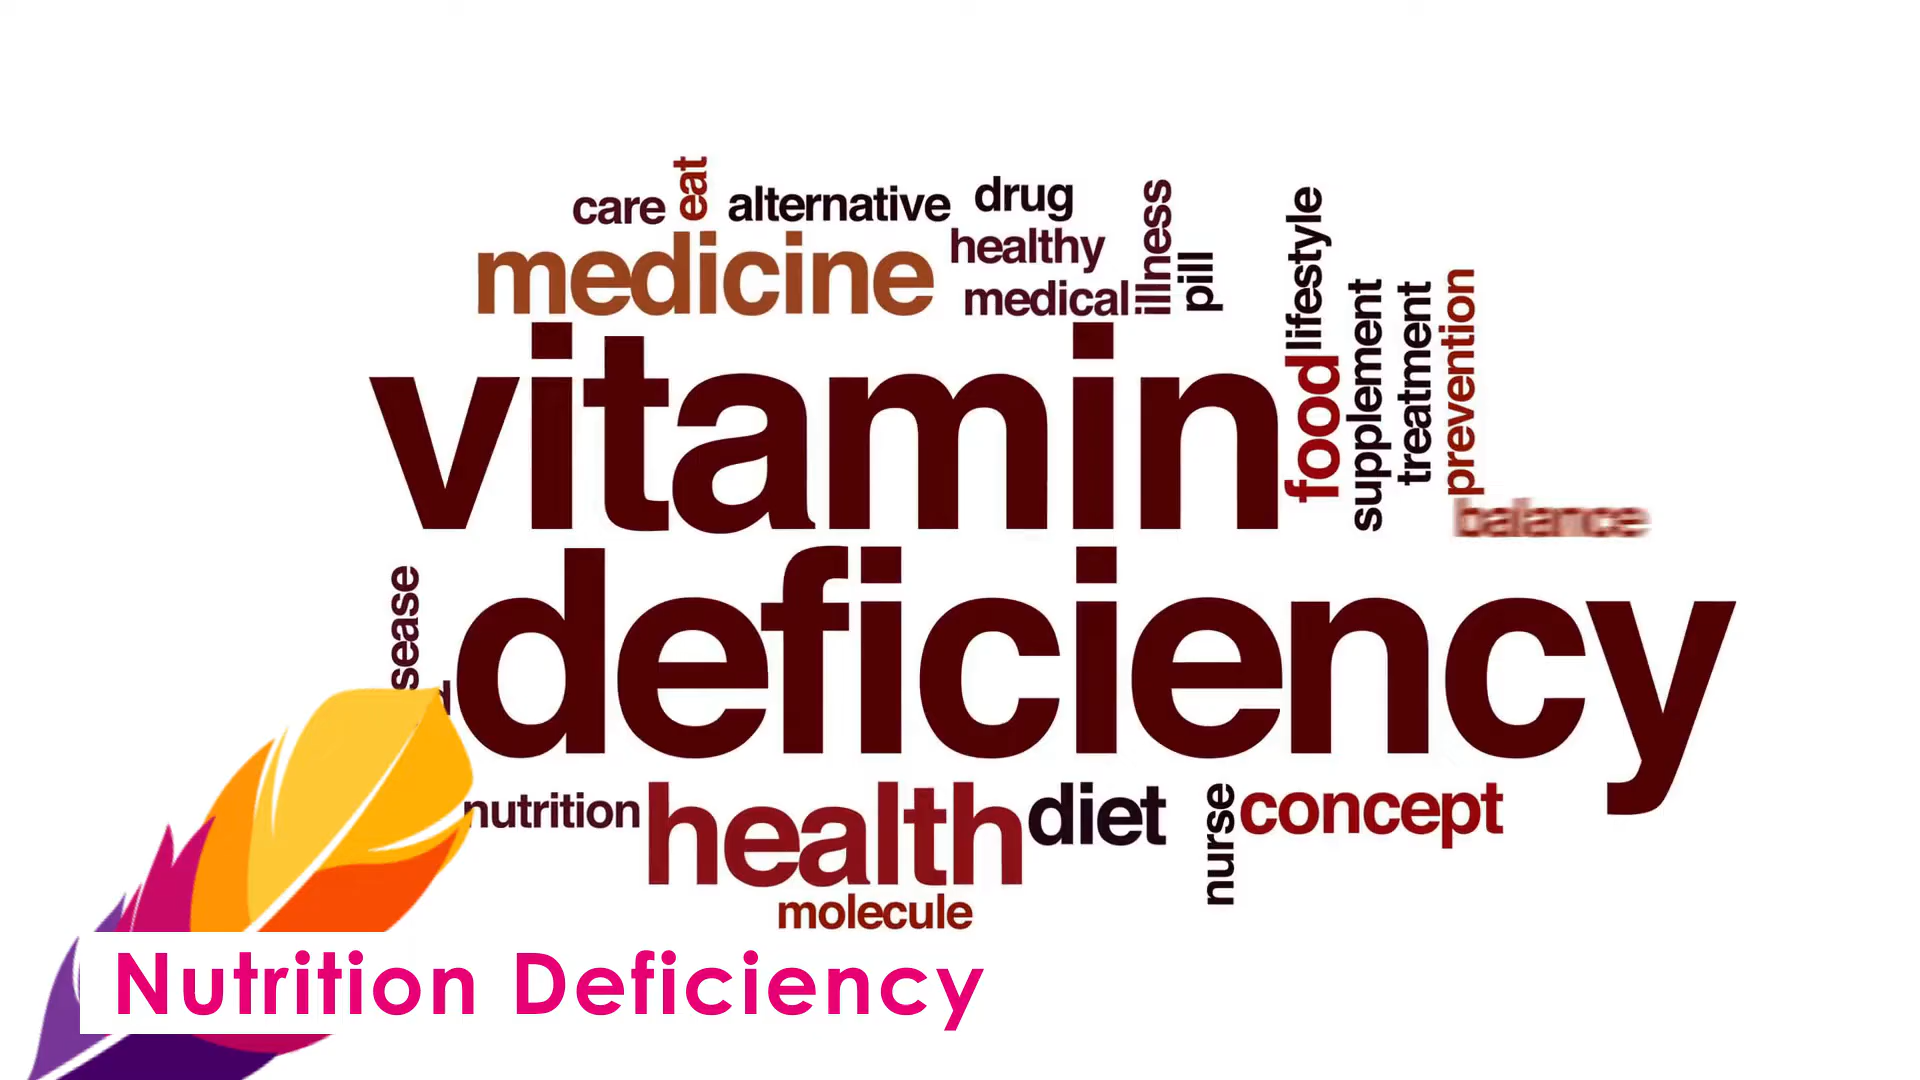 care
eat
alternative
drug
medicine
healthy
medical
illness
pill
lifestyle
vitamin
food
supplement
treatment
prevention
balance
deficiency
nutrition
health
diet
nurse
concept
molecule
Nutrition Deficiency